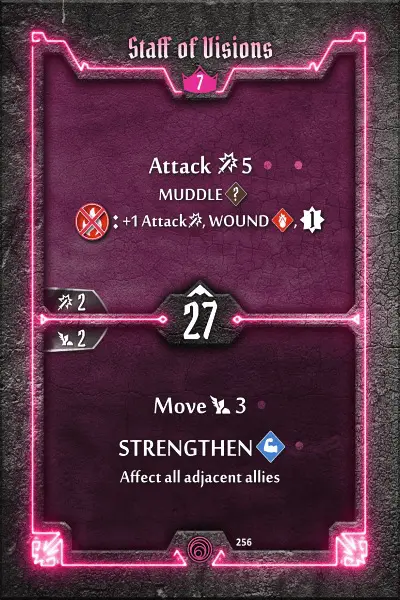 Staff of Visions
7
Attack 5
MUDDLE ?
: +1 Attack, WOUND , 1
2
27
2
Move 3
STRENGTHEN
Affect all adjacent allies
256